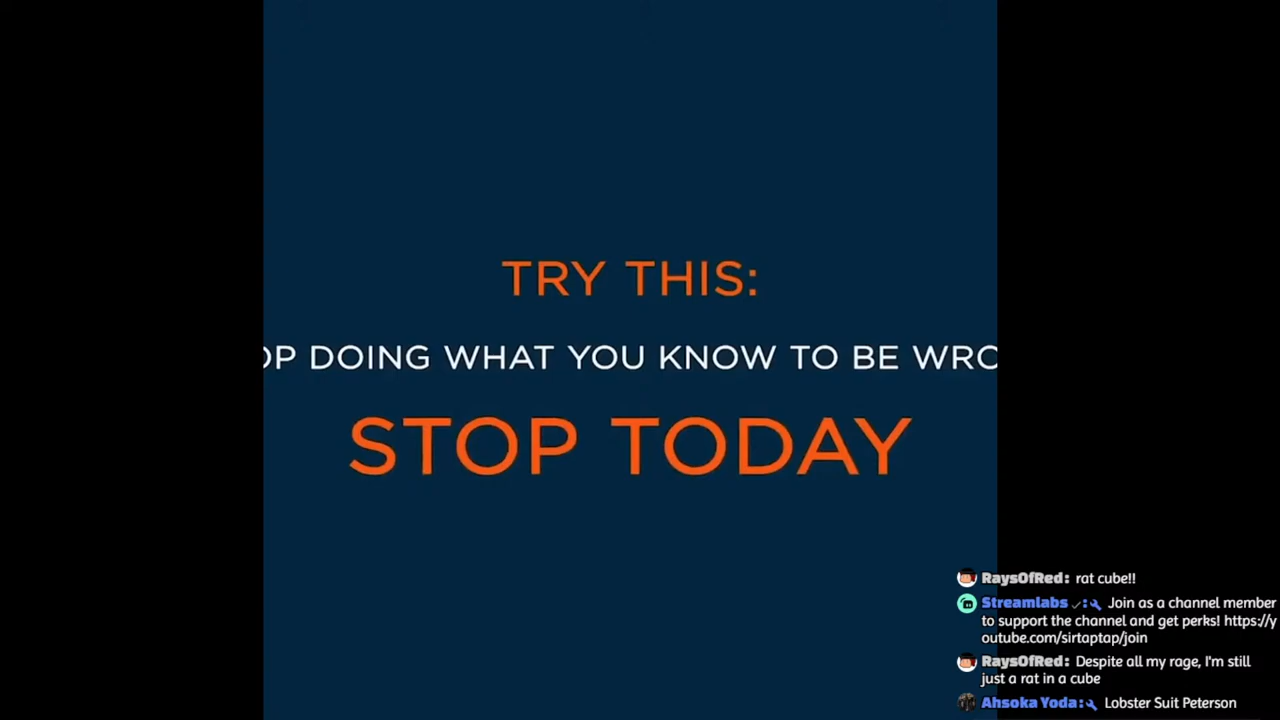 TRY THIS:
OP DOING WHAT YOU KNOW TO BE WRO
STOP TODAY
RaysOfRed: rat cube!!
Streamlabs : Join as a channel member
to support the channel and get perks! https://y
outube.com/sirtaptap/join
RaysOfRed: Despite all my rage, I'm still
just a rat in a cube
Ahsoka Yoda: Lobster Suit Peterson